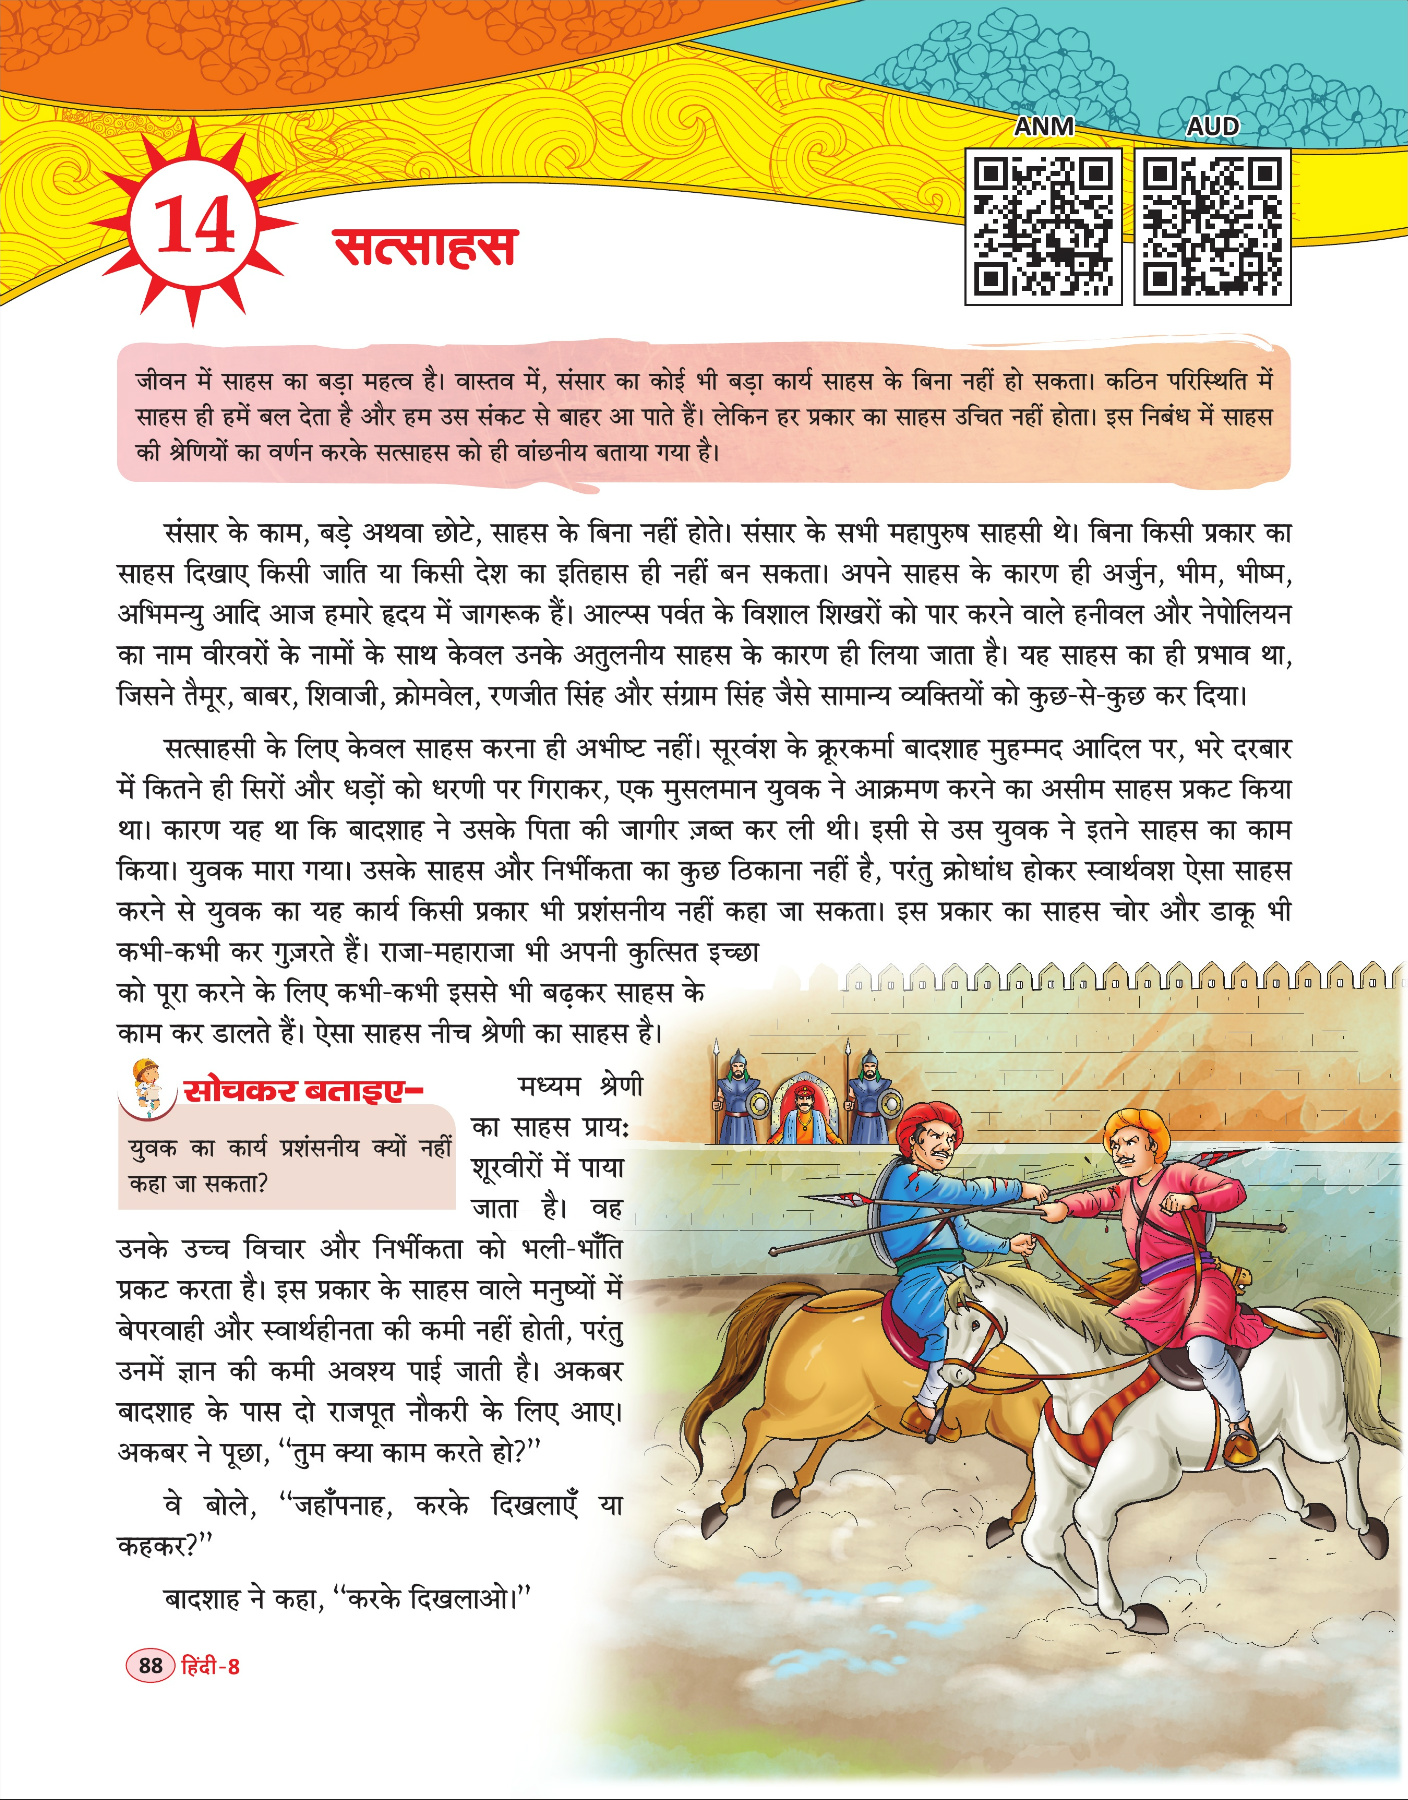 ANM
AUD
14
सत्साहस
जीवन में साहस का बड़ा महत्व है। वास्तव में, संसार का कोई भी बड़ा कार्य साहस के बिना नहीं हो सकता। कठिन परिस्थिति में
साहस ही हमें बल देता है और हम उस संकट से बाहर आ पाते हैं। लेकिन हर प्रकार का साहस उचित नहीं होता। इस निबंध में साहस
की श्रेणियों का वर्णन करके सत्साहस को ही वांछनीय बताया गया है।
संसार के काम, बड़े अथवा छोटे, साहस के बिना नहीं होते। संसार के सभी महापुरुष साहसी थे। बिना किसी प्रकार का
साहस दिखाए किसी जाति या किसी देश का इतिहास ही नहीं बन सकता। अपने साहस के कारण ही अर्जुन, भीम, भीष्म,
अभिमन्यु आदि आज हमारे हृदय में जागरूक हैं। आल्प्स पर्वत के विशाल शिखरों को पार करने वाले हनीवल और नेपोलियन
का नाम वीरवरों के नामों के साथ केवल उनके अतुलनीय साहस के कारण ही लिया जाता है। यह साहस का ही प्रभाव था,
जिसने तैमूर, बाबर, शिवाजी, क्रोमवेल, रणजीत सिंह और संग्राम सिंह जैसे सामान्य व्यक्तियों को कुछ-से-कुछ कर दिया।
सत्साहसी के लिए केवल साहस करना ही अभीष्ट नहीं। सूरवंश के क्रूरकर्मा बादशाह मुहम्मद आदिल पर, भरे दरबार
में कितने ही सिरों और धड़ों को धरणी पर गिराकर, एक मुसलमान युवक ने आक्रमण करने का असीम साहस प्रकट किया
था। कारण यह था कि बादशाह ने उसके पिता की जागीर ज़ब्त कर ली थी। इसी से उस युवक ने इतने साहस का काम
किया। युवक मारा गया। उसके साहस और निर्भीकता का कुछ ठिकाना नहीं है, परंतु क्रोधांध होकर स्वार्थवश ऐसा साहस
करने से युवक का यह कार्य किसी प्रकार भी प्रशंसनीय नहीं कहा जा सकता। इस प्रकार का साहस चोर और डाकू भी
कभी-कभी कर गुज़रते हैं। राजा-महाराजा भी अपनी कुत्सित इच्छा
को पूरा करने के लिए कभी-कभी इससे भी बढ़कर साहस के
काम कर डालते हैं। ऐसा साहस नीच श्रेणी का साहस है।
सोचकर बताइए–
युवक का कार्य प्रशंसनीय क्यों नहीं
कहा जा सकता?
मध्यम श्रेणी
का साहस प्राय:
शूरवीरों में पाया
जाता है। वह
उनके उच्च विचार और निर्भीकता को भली-भाँति
प्रकट करता है। इस प्रकार के साहस वाले मनुष्यों में
बेपरवाही और स्वार्थहीनता की कमी नहीं होती, परंतु
उनमें ज्ञान की कमी अवश्य पाई जाती है। अकबर
बादशाह के पास दो राजपूत नौकरी के लिए आए।
अकबर ने पूछा, “तुम क्या काम करते हो?”
वे बोले, “जहाँपनाह, करके दिखलाएँ या
कहकर?”
बादशाह ने कहा, “करके दिखलाओ।”
88 हिंदी-8